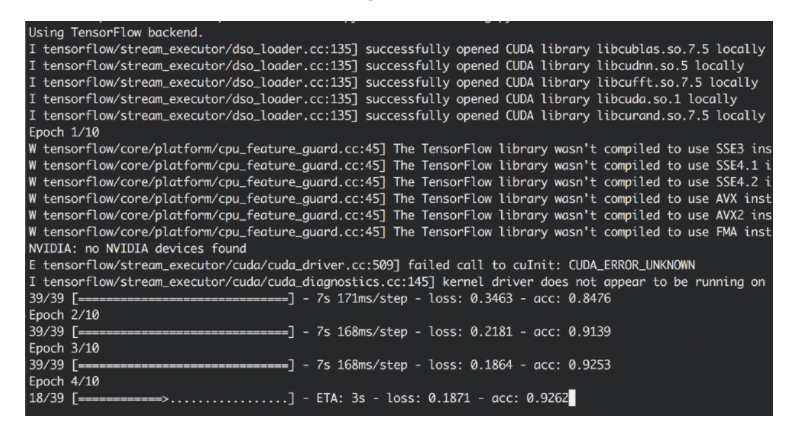 Using TensorFlow backend.
I tensorflow/stream_executor/dso_loader.cc:135] successfully opened CUDA library libcublas.so.7.5 locally
I tensorflow/stream_executor/dso_loader.cc:135] successfully opened CUDA library libcudnn.so.5 locally
I tensorflow/stream_executor/dso_loader.cc:135] successfully opened CUDA library libcufft.so.7.5 locally
I tensorflow/stream_executor/dso_loader.cc:135] successfully opened CUDA library libcuda.so.1 locally
I tensorflow/stream_executor/dso_loader.cc:135] successfully opened CUDA library libcurand.so.7.5 locally
Epoch 1/10
W tensorflow/core/platform/cpu_feature_guard.cc:45] The TensorFlow library wasn't compiled to use SSE3 ins
W tensorflow/core/platform/cpu_feature_guard.cc:45] The TensorFlow library wasn't compiled to use SSE4.1 i
W tensorflow/core/platform/cpu_feature_guard.cc:45] The TensorFlow library wasn't compiled to use SSE4.2 i
W tensorflow/core/platform/cpu_feature_guard.cc:45] The TensorFlow library wasn't compiled to use AVX inst
W tensorflow/core/platform/cpu_feature_guard.cc:45] The TensorFlow library wasn't compiled to use AVX2 ins
W tensorflow/core/platform/cpu_feature_guard.cc:45] The TensorFlow library wasn't compiled to use FMA inst
NVIDIA: no NVIDIA devices found
E tensorflow/stream_executor/cuda/cuda_driver.cc:509] failed call to cuInit: CUDA_ERROR_UNKNOWN
I tensorflow/stream_executor/cuda/cuda_diagnostics.cc:145] kernel driver does not appear to be running on
39/39 [==============================] - 7s 171ms/step - loss: 0.3463 - acc: 0.8476
Epoch 2/10
39/39 [==============================] - 7s 168ms/step - loss: 0.2181 - acc: 0.9139
Epoch 3/10
39/39 [==============================] - 7s 168ms/step - loss: 0.1864 - acc: 0.9253
Epoch 4/10
18/39 [============>.................] - ETA: 3s - loss: 0.1871 - acc: 0.9262